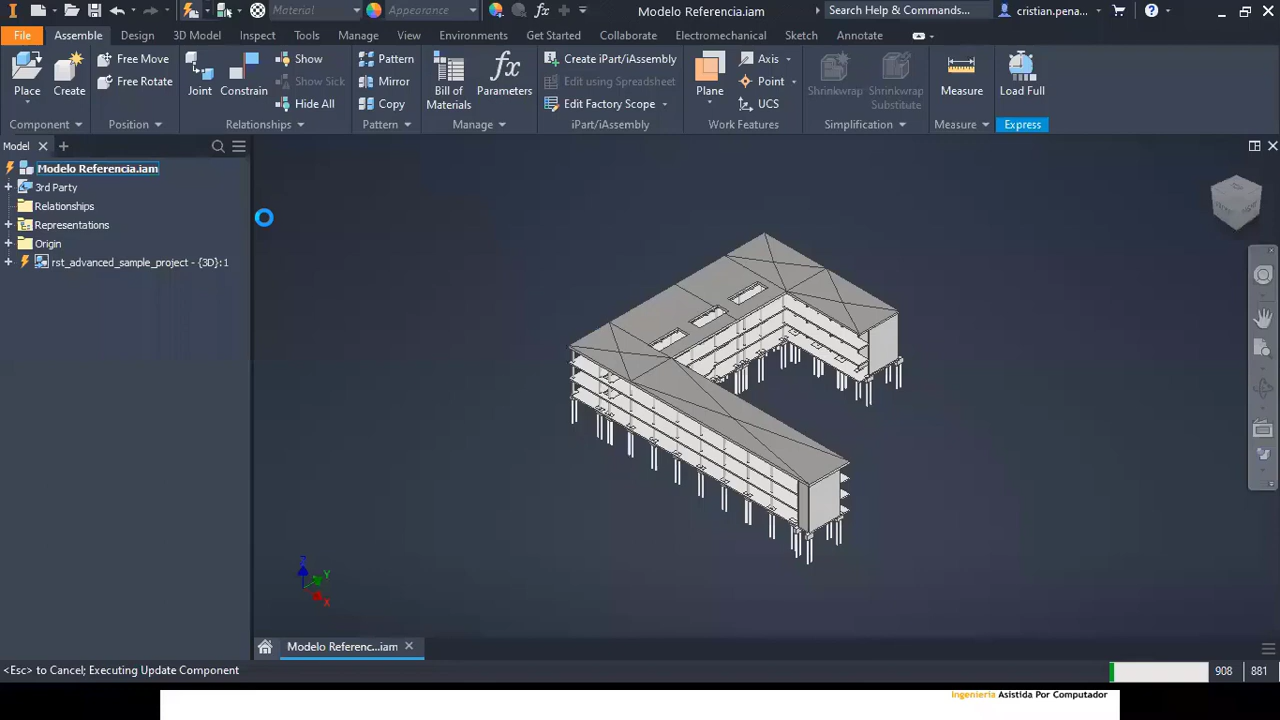 Material
Appearance
Modelo Referencia.iam
Search Help & Commands...
cristian.pena...
File
Assemble
Design
3D Model
Inspect
Tools
Manage
View
Environments
Get Started
Collaborate
Electromechanical
Sketch
Annotate
Place
Create
Free Move
Free Rotate
Joint
Constrain
Show
Show Sick
Hide All
Pattern
Mirror
Copy
Bill of
Materials
Parameters
Create iPart/iAssembly
Edit using Spreadsheet
Edit Factory Scope
Plane
Axis
Point
UCS
Shrinkwrap
Shrinkwrap
Substitute
Measure
Load Full
Component
Position
Relationships
Pattern
Manage
iPart/iAssembly
Work Features
Simplification
Measure
Express
Model
Modelo Referencia.iam
3rd Party
Relationships
Representations
Origin
rst_advanced_sample_project - {3D}:1
Z
Y
X
Modelo Referenc...iam
<Esc> to Cancel; Executing Update Component
908
881
Ingeniería Asistida Por Computador